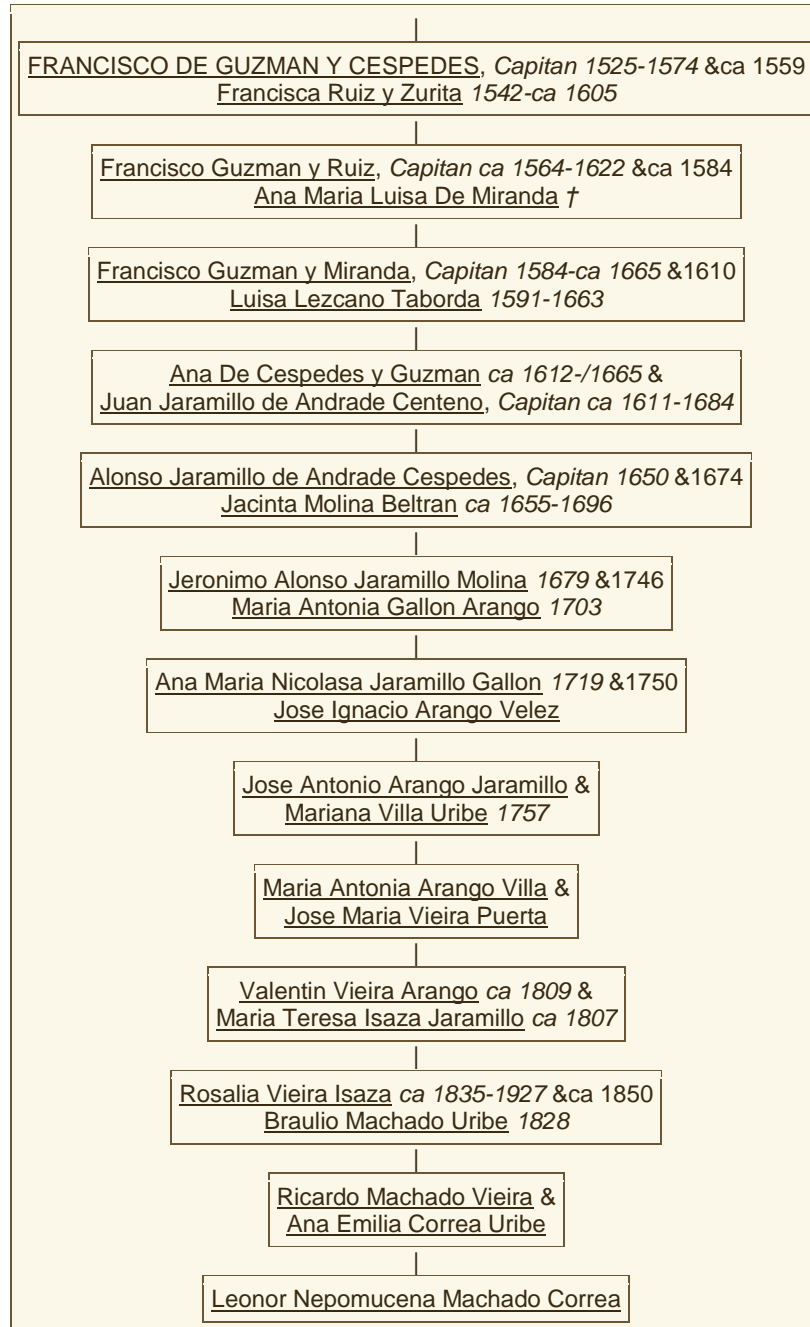 FRANCISCO DE GUZMAN Y CESPEDES, Capitan 1525-1574 &ca 1559
Francisca Ruiz y Zurita 1542-ca 1605
Francisco Guzman y Ruiz, Capitan ca 1564-1622 &ca 1584
Ana Maria Luisa De Miranda †
Francisco Guzman y Miranda, Capitan 1584-ca 1665 &1610
Luisa Lezcano Taborda 1591-1663
Ana De Cespedes y Guzman ca 1612-/1665 &
Juan Jaramillo de Andrade Centeno, Capitan ca 1611-1684
Alonso Jaramillo de Andrade Cespedes, Capitan 1650 &1674
Jacinta Molina Beltran ca 1655-1696
Jeronimo Alonso Jaramillo Molina 1679 &1746
Maria Antonia Gallon Arango 1703
Ana Maria Nicolasa Jaramillo Gallon 1719 &1750
Jose Ignacio Arango Velez
Jose Antonio Arango Jaramillo &
Mariana Villa Uribe 1757
Maria Antonia Arango Villa &
Jose Maria Vieira Puerta
Valentin Vieira Arango ca 1809 &
Maria Teresa Isaza Jaramillo ca 1807
Rosalia Vieira Isaza ca 1835-1927 &ca 1850
Braulio Machado Uribe 1828
Ricardo Machado Vieira &
Ana Emilia Correa Uribe
Leonor Nepomucena Machado Correa